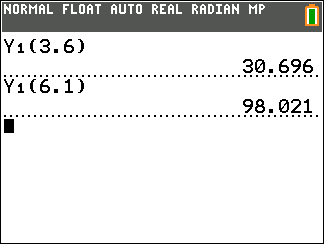 NORMAL FLOAT AUTO REAL RADIAN MP
Y₁(3.6)
30.696
Y₁(6.1)
98.021